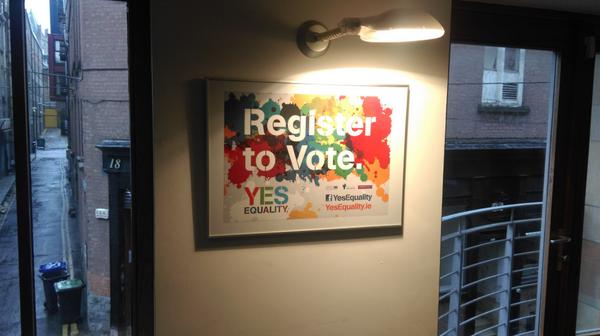 18
Register
to Vote.
YES
EQUALITY.
YesEquality
YesEquality.ie